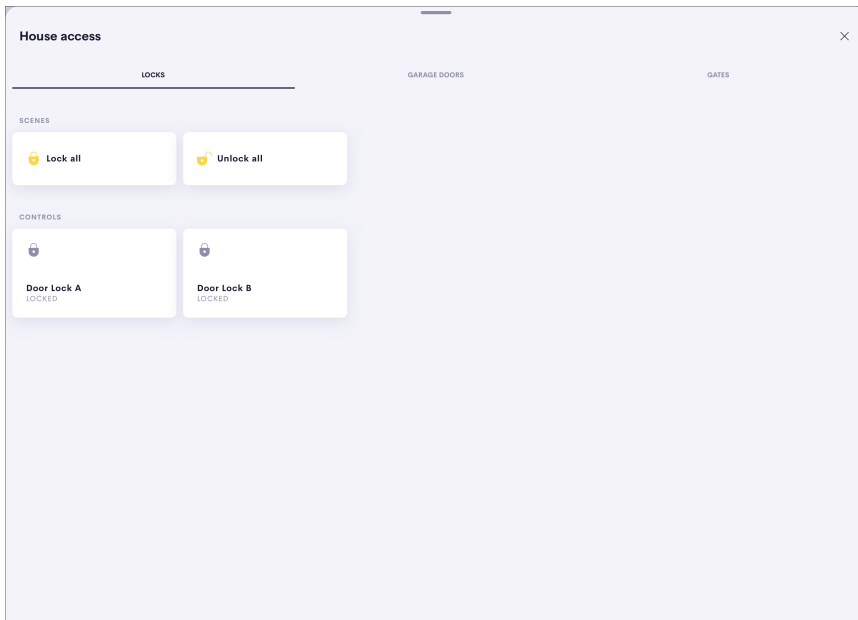 House access
LOCKS
GARAGE DOORS
GATES
SCENES
Lock all
Unlock all
CONTROLS
Door Lock A
LOCKED
Door Lock B
LOCKED